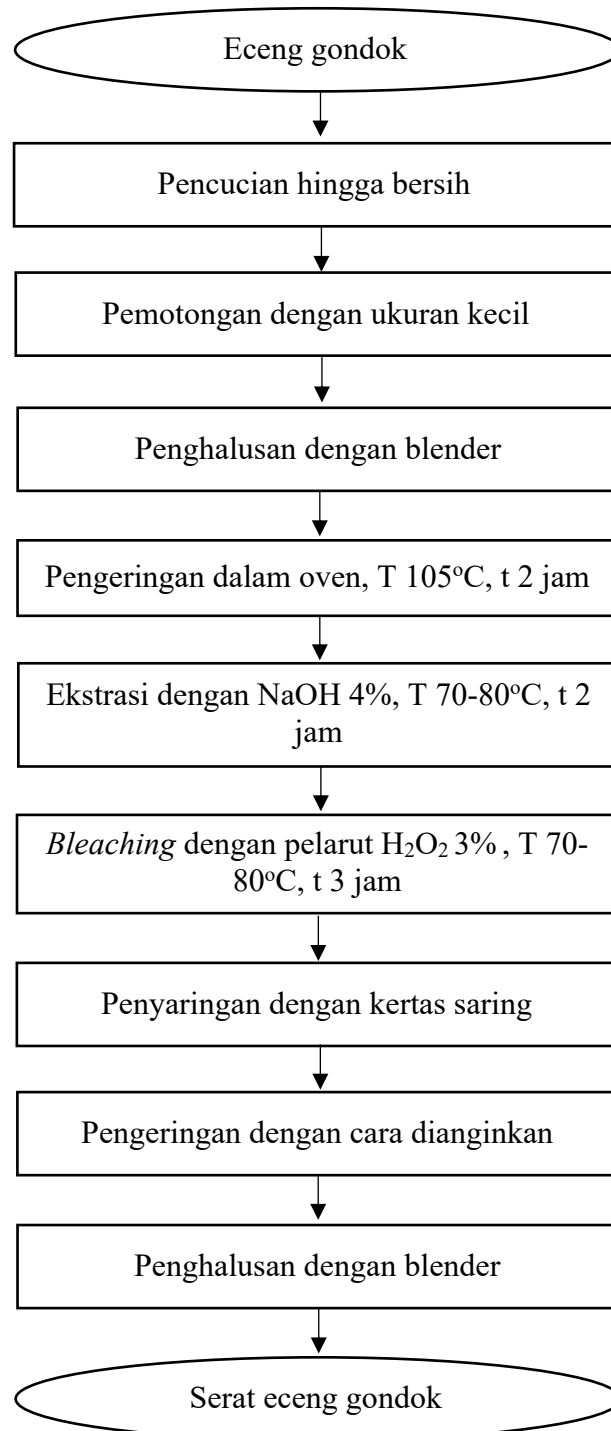 Eceng gondok
Pencucian hingga bersih
Pemotongan dengan ukuran kecil
Penghalusan dengan blender
Pengeringan dalam oven, T 105°C, t 2 jam
Ekstrasi dengan NaOH 4%, T 70-80°C, t 2
jam
Bleaching dengan pelarut H₂O₂ 3% , T 70-
80°C, t 3 jam
Penyaringan dengan kertas saring
Pengeringan dengan cara dianginkan
Penghalusan dengan blender
Serat eceng gondok